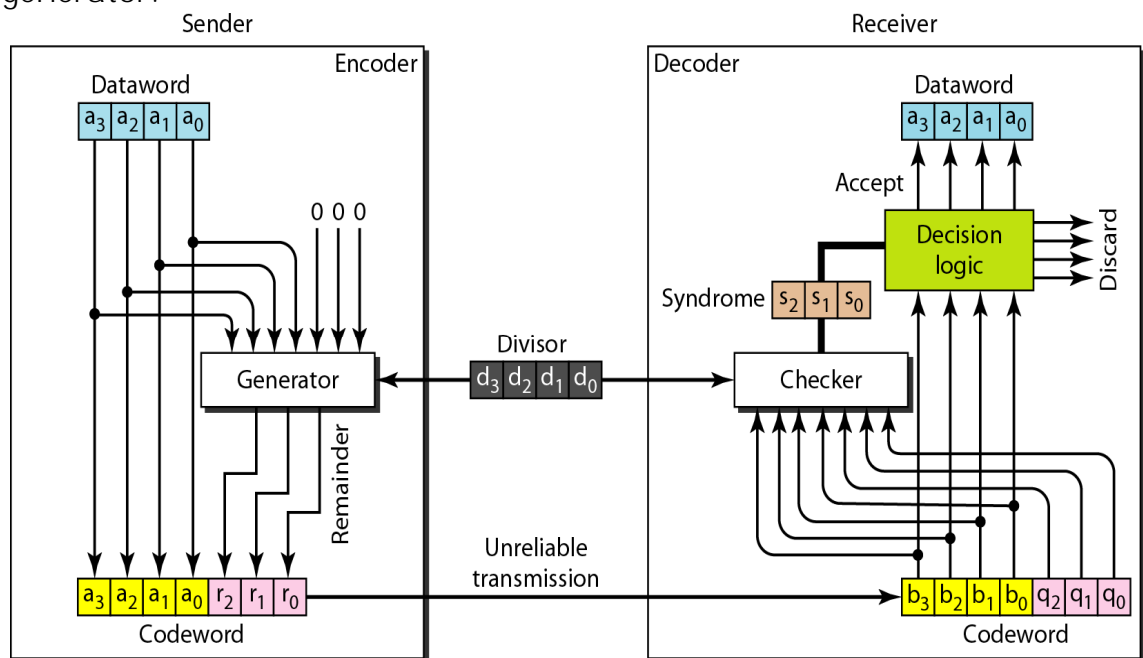 generator.
Sender
Receiver
Encoder
Decoder
Dataword
a3 a2 a1 a0
Dataword
a3 a2 a1 a0
Accept
0 0 0
Decision
logic
Discard
Syndrome
s2 s1 s0
Divisor
d3 d2 d1 d0
Generator
Checker
Remainder
Unreliable
transmission
a3 a2 a1 a0 r2 r1 r0
Codeword
b3 b2 b1 b0 q2 q1 q0
Codeword